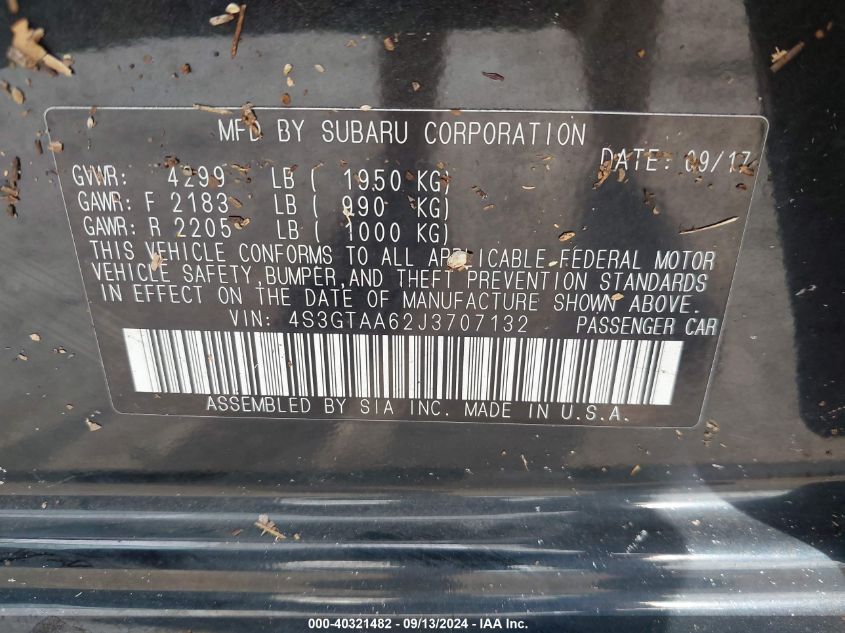 MFD BY SUBARU CORPORATION
DATE: 09/17
GVWR: 4299 LB ( 1950 KG)
GAWR: F 2183 LB ( 990 KG)
GAWR: R 2205 LB ( 1000 KG)
THIS VEHICLE CONFORMS TO ALL APPLICABLE FEDERAL MOTOR
VEHICLE SAFETY,BUMPER,AND THEFT PREVENTION STANDARDS
IN EFFECT ON THE DATE OF MANUFACTURE SHOWN ABOVE.
VIN: 4S3GTAA62J3707132 PASSENGER CAR
ASSEMBLED BY SIA INC. MADE IN U.S.A.
000-40321482 - 09/13/2024 - IAA Inc.